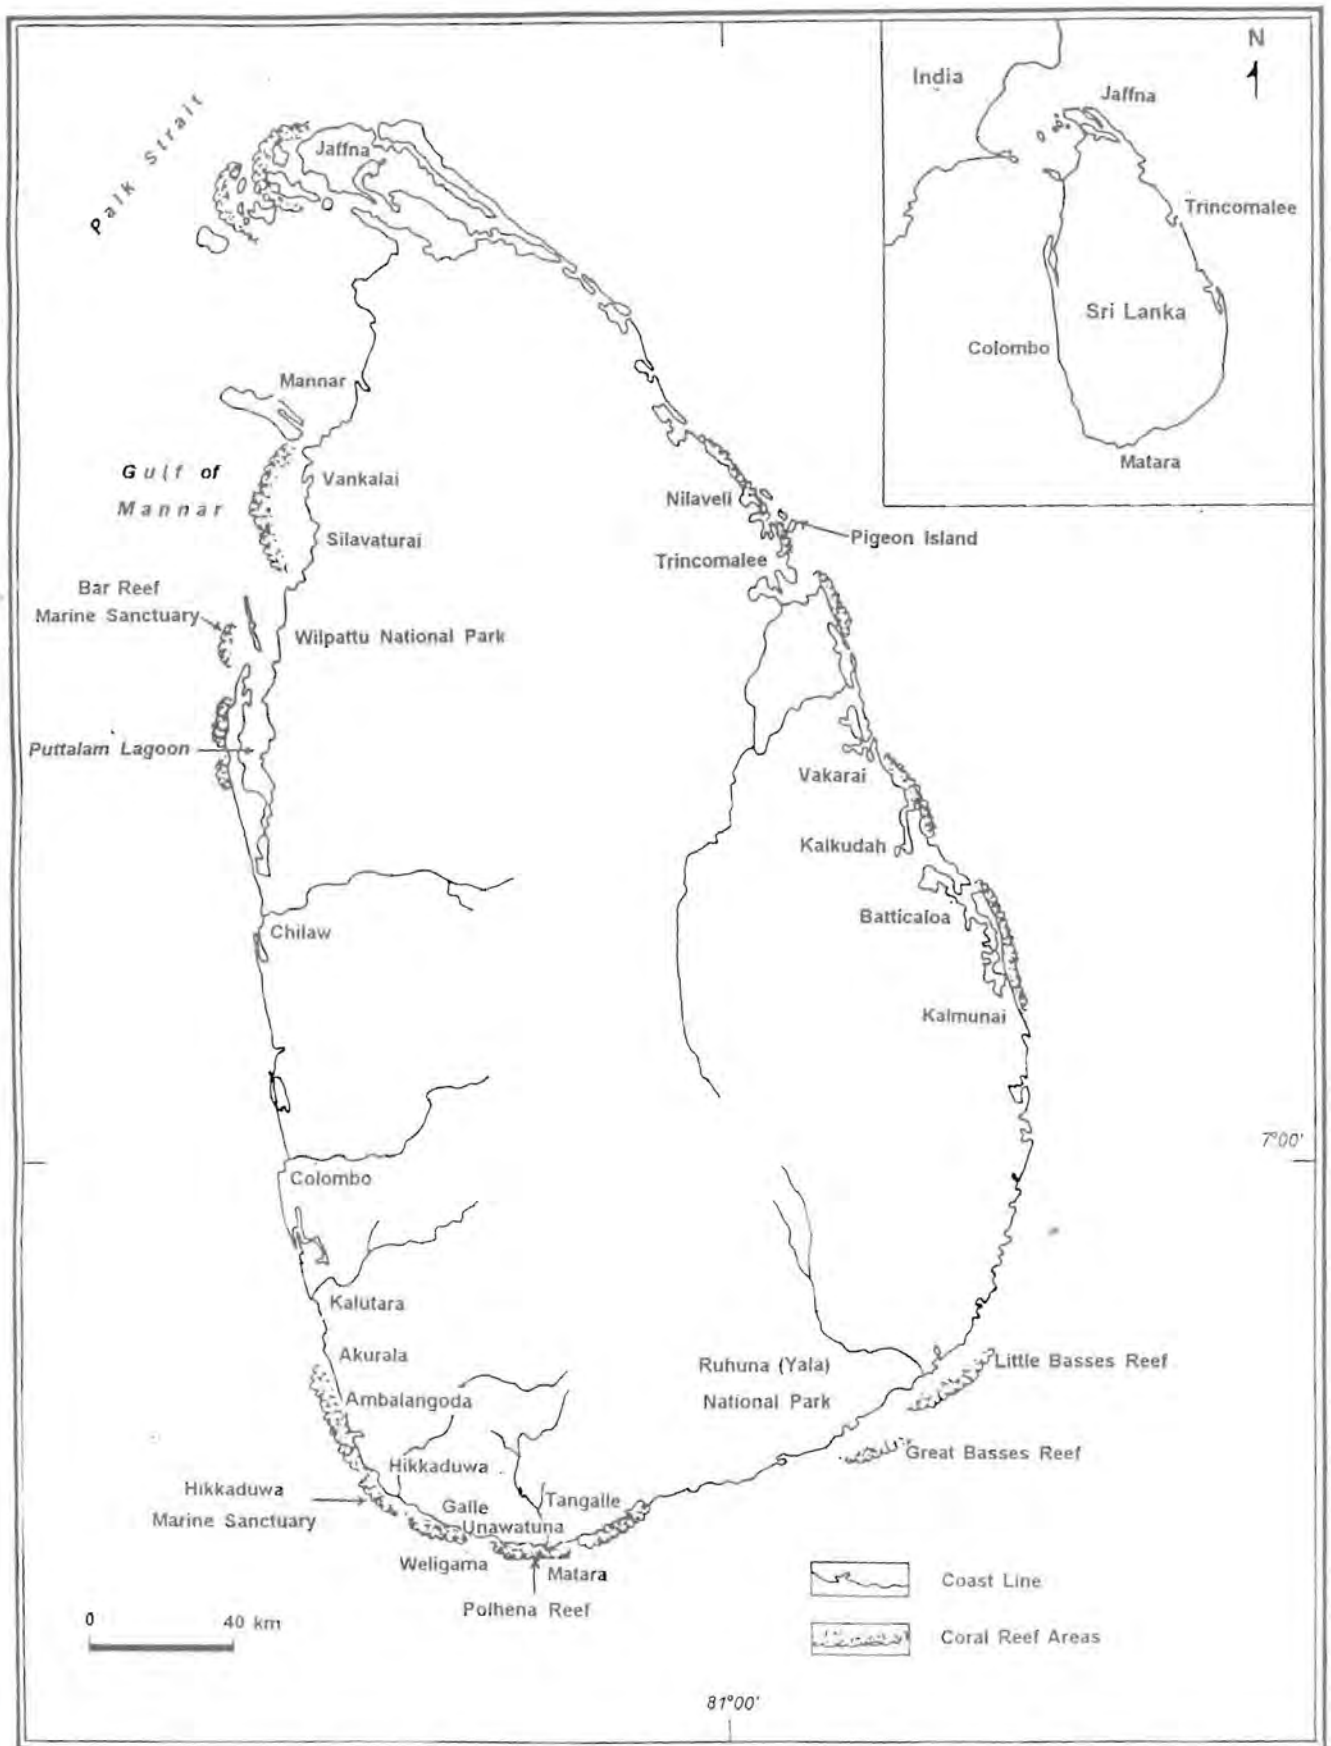 N
India
Jaffna
Trincomalee
Sri Lanka
Colombo
Matara
Palk Strait
Jaffna
Mannar
Gulf of
Mannar
Vankalai
Silavaturai
Nilaveli
Pigeon Island
Trincomalee
Bar Reef
Marine Sanctuary
Wilpattu National Park
Puttalam Lagoon
Vakarai
Kalkudah
Batticaloa
Chilaw
Kalmunai
7°00'
Colombo
Kalutara
Akurala
Ruhuna (Yala)
National Park
Little Basses Reef
Ambalangoda
Great Basses Reef
Hikkaduwa
Hikkaduwa
Marine Sanctuary
Galle
Tangalle
Unawatuna
Weligama
Matara
Polhena Reef
Coast Line
Coral Reef Areas
0 40 km
81°00'